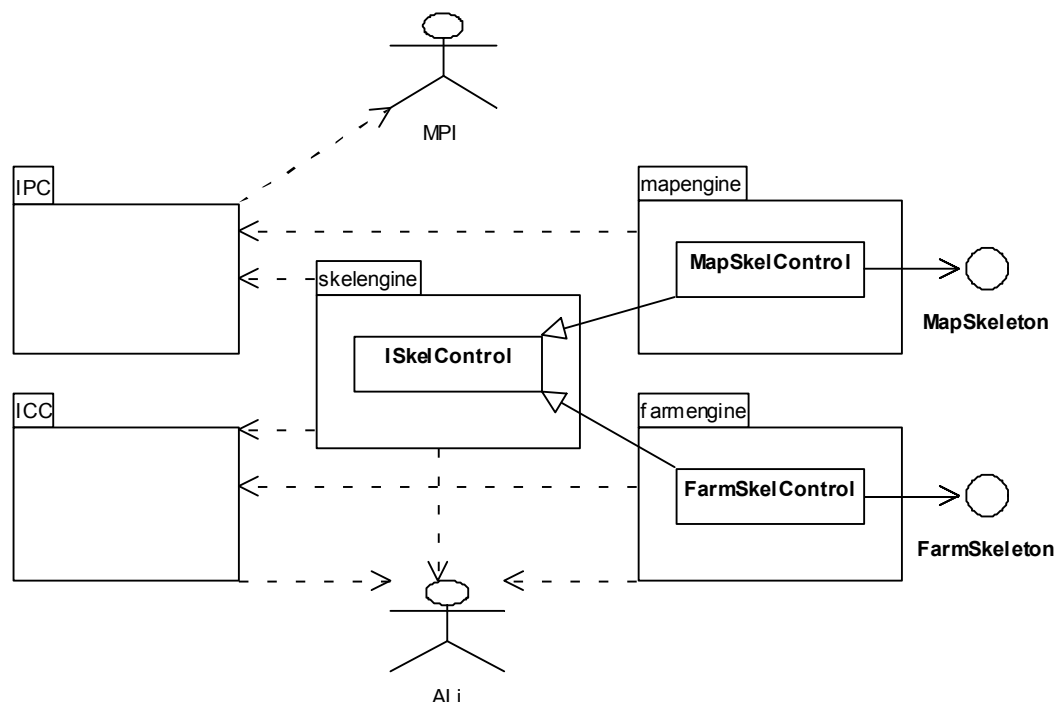 MPI
IPC
mapengine
MapSkelControl
MapSkeleton
skelengine
ISkelControl
ICC
farmengine
FarmSkelControl
FarmSkeleton
ALi